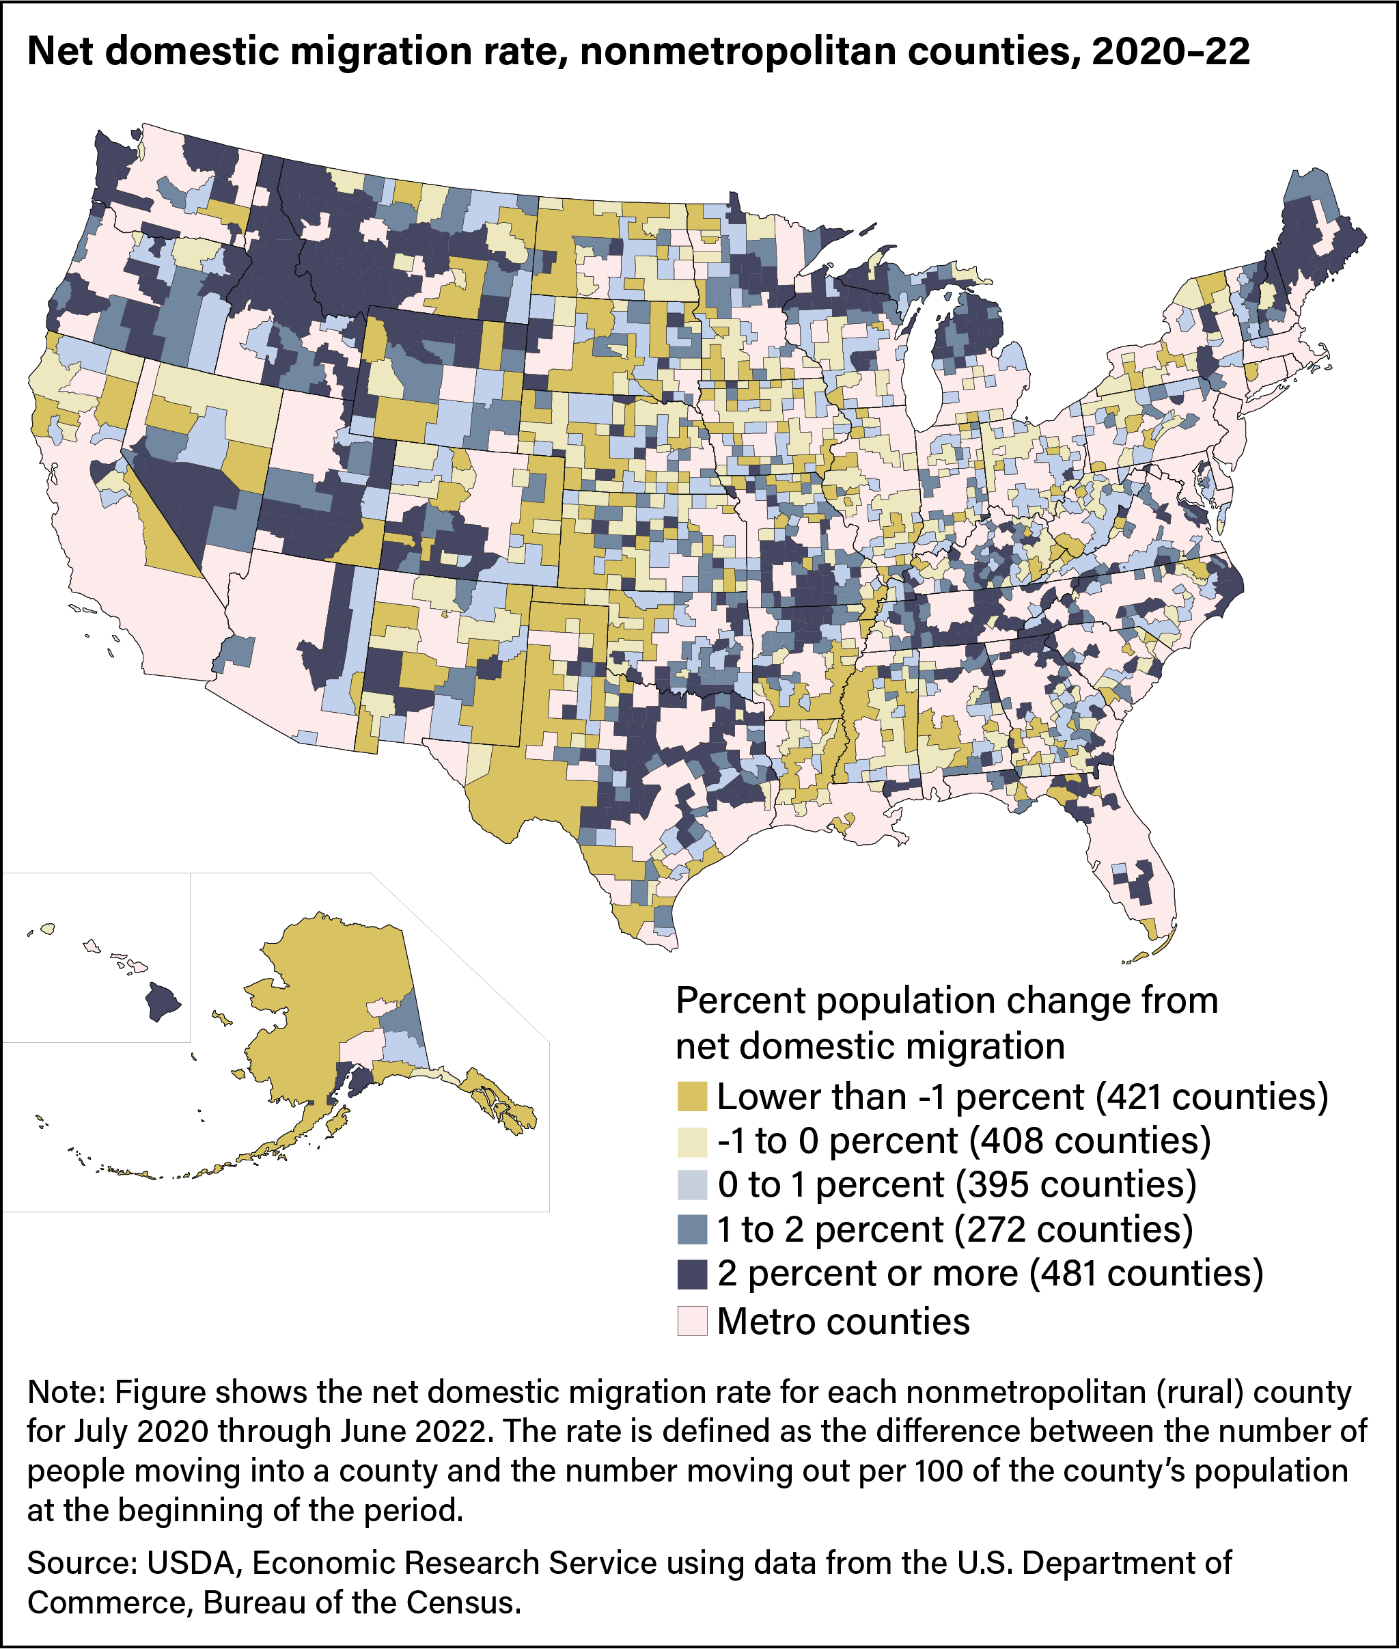 Net domestic migration rate, nonmetropolitan counties, 2020–22
Percent population change from
net domestic migration
Lower than -1 percent (421 counties)
-1 to 0 percent (408 counties)
0 to 1 percent (395 counties)
1 to 2 percent (272 counties)
2 percent or more (481 counties)
Metro counties
Note: Figure shows the net domestic migration rate for each nonmetropolitan (rural) county
for July 2020 through June 2022. The rate is defined as the difference between the number of
people moving into a county and the number moving out per 100 of the county’s population
at the beginning of the period.
Source: USDA, Economic Research Service using data from the U.S. Department of
Commerce, Bureau of the Census.